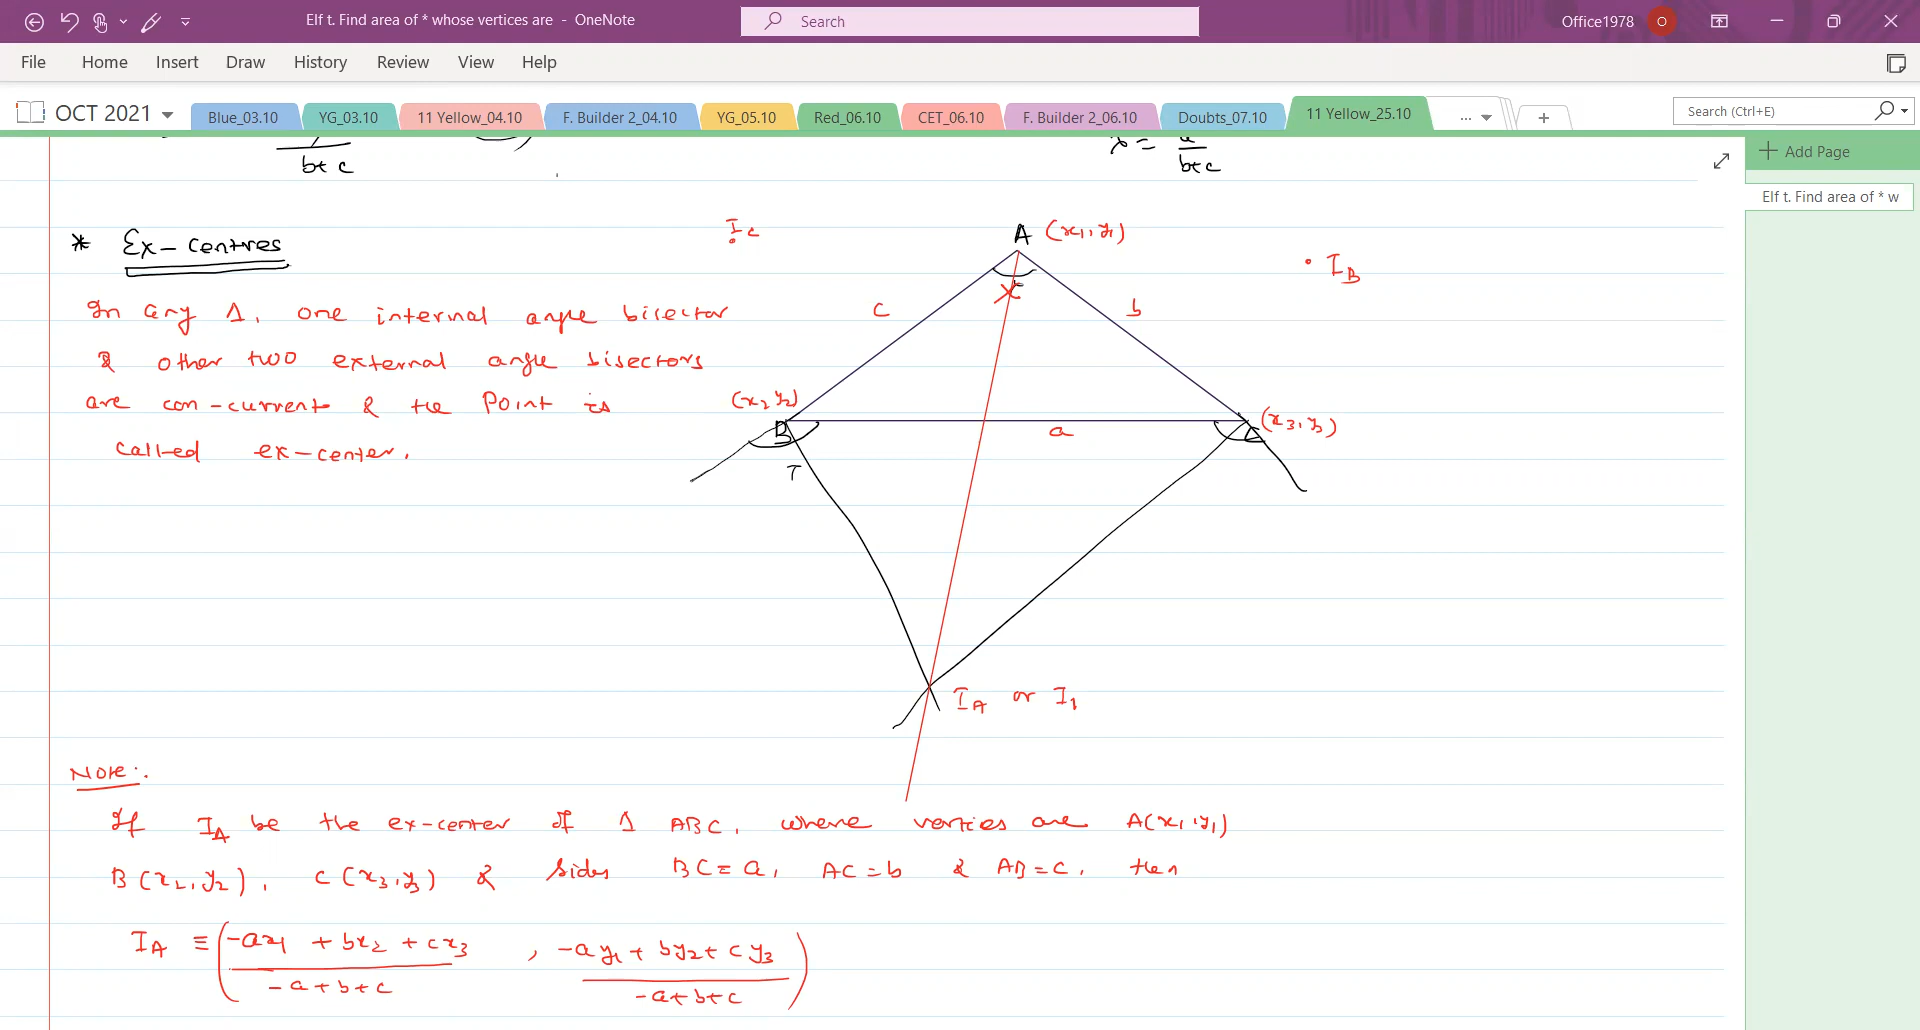 Elf t. Find area of * whose vertices are - OneNote
Search
Office1978
O
File Home Insert Draw History Review View Help
OCT 2021
Blue_03.10
YG_03.10
11 Yellow_04.10
F. Builder 2_04.10
YG_05.10
Red_06.10
CET_06.10
F. Builder 2_06.10
Doubts_07.10
11 Yellow_25.10
...
+
Search (Ctrl+E)
+ Add Page
Elf t. Find area of * w
b+c
b+c
* Ex-centres
In any Δ, one internal angle bisector
& other two external angle bisectors
are con-current & the point is
called ex-center.
I_C
A (x₁, y₁)
I_B
c
b
(x₂ y₂)
B
a
C
(x₃, y₃)
I_A or I₁
Note:
If I_A be the ex-center of Δ ABC, where vertices are A(x₁, y₁)
B(x₂, y₂), C(x₃, y₃) & sides BC = a, AC = b & AB = c, then
I_A ≡ ( -ax₁ + bx₂ + cx₃ , -ay₁ + by₂ + cy₃ )
-a+b+c -a+b+c